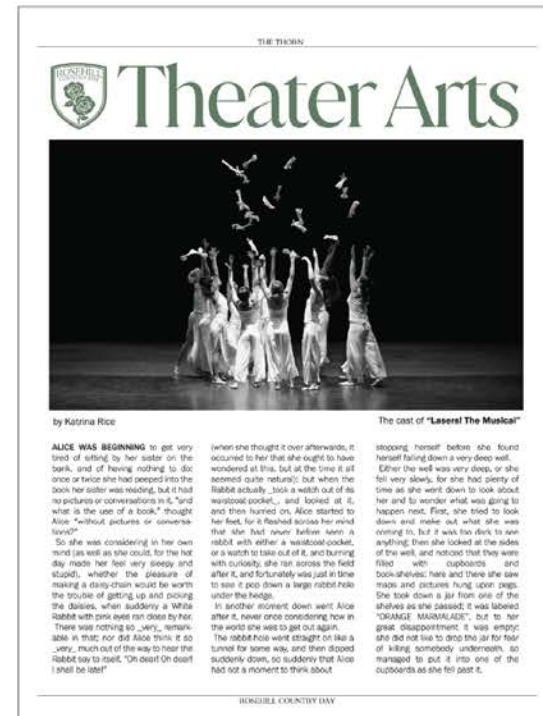 THE THORN
ROSEHILL
COUNTRY DAY
Theater Arts
by Katrina Rice
The cast of "Lasers! The Musical"
ALICE WAS BEGINNING to get very
tired of sitting by her sister on the
bank, and of having nothing to do:
once or twice she had peeped into the
book her sister was reading, but it had
no pictures or conversations in it, "and
what is the use of a book," thought
Alice "without pictures or conversa-
tions?"
So she was considering in her own
mind (as well as she could, for the hot
day made her feel very sleepy and
stupid), whether the pleasure of
making a daisy-chain would be worth
the trouble of getting up and picking
the daisies, when suddenly a White
Rabbit with pink eyes ran close by her.
There was nothing so _very_ remark-
able in that; nor did Alice think it so
_very_ much out of the way to hear the
Rabbit say to itself, "Oh dear! Oh dear!
I shall be late!"
(when she thought it over afterwards, it
occurred to her that she ought to have
wondered at this, but at the time it all
seemed quite natural); but when the
Rabbit actually _took a watch out of its
waistcoat-pocket_, and looked at it,
and then hurried on, Alice started to
her feet, for it flashed across her mind
that she had never before seen a
rabbit with either a waistcoat-pocket,
or a watch to take out of it, and burning
with curiosity, she ran across the field
after it, and fortunately was just in time
to see it pop down a large rabbit-hole
under the hedge.
In another moment down went Alice
after it, never once considering how in
the world she was to get out again.
The rabbit-hole went straight on like a
tunnel for some way, and then dipped
suddenly down, so suddenly that Alice
had not a moment to think about
stopping herself before she found
herself falling down a very deep well.
Either the well was very deep, or she
fell very slowly, for she had plenty of
time as she went down to look about
her and to wonder what was going to
happen next. First, she tried to look
down and make out what she was
coming to, but it was too dark to see
anything; then she looked at the sides
of the well, and noticed that they were
filled with cupboards and
book-shelves; here and there she saw
maps and pictures hung upon pegs.
She took down a jar from one of the
shelves as she passed; it was labeled
"ORANGE MARMALADE", but to her
great disappointment it was empty:
she did not like to drop the jar for fear
of killing somebody underneath, so
managed to put it into one of the
cupboards as she fell past it.
ROSEHILL COUNTRY DAY